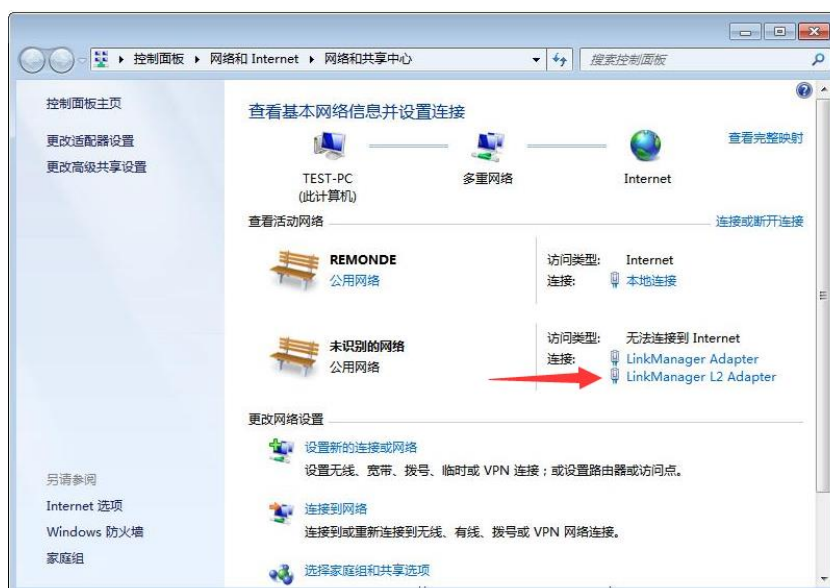 控制面板 网络和 Internet 网络和共享中心
搜索控制面板
控制面板主页
更改适配器设置
更改高级共享设置
另请参阅
Internet 选项
Windows 防火墙
家庭组
查看基本网络信息并设置连接
查看完整映射
TEST-PC 多重网络 Internet
(此计算机)
查看活动网络
连接或断开连接
REMONDE
公用网络
访问类型: Internet
连接: 本地连接
未识别的网络
公用网络
访问类型: 无法连接到 Internet
连接: LinkManager Adapter
LinkManager L2 Adapter
更改网络设置
设置新的连接或网络
设置无线、宽带、拨号、临时或 VPN 连接；或设置路由器或访问点。
连接到网络
连接到或重新连接到无线、有线、拨号或 VPN 网络连接。
选择家庭组和共享选项